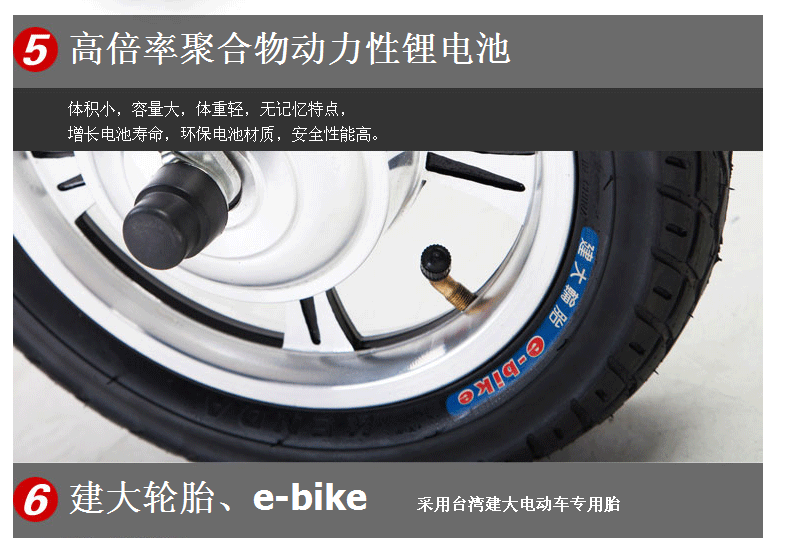 5 高倍率聚合物动力性锂电池
体积小，容量大，体重轻，无记忆特点，
增长电池寿命，环保电池材质，安全性能高。
建大轮胎
e-bike
KENDA
6 建大轮胎、e-bike 采用台湾建大电动车专用胎